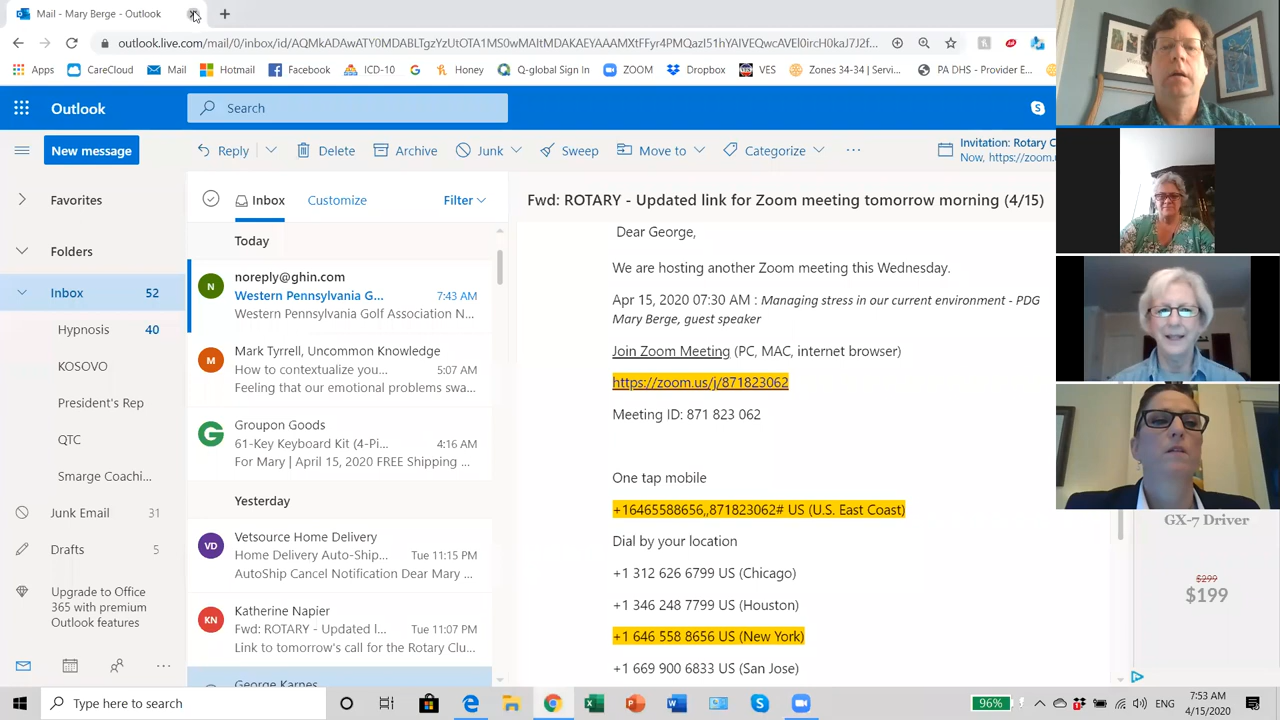 Mail - Mary Berge - Outlook
outlook.live.com/mail/0/inbox/id/AQMkADAwATY0MDABLTgzYzUtOTA1MS0wMAItMDAKAEYAAAMXtFFyr4PMQazl51hYAIVEQwcAVEl0ircH0kaJ7J2f...
Apps CareCloud Mail Hotmail Facebook ICD-10 Honey Q-global Sign In ZOOM Dropbox VES Zones 34-34 | Servi... PA DHS - Provider E...
Outlook
Search
Invitation: Rotary C
Now, https://zoom.
New message
Reply Delete Archive Junk Sweep Move to Categorize ...
Favorites
Folders
Inbox 52
Hypnosis 40
KOSOVO
President's Rep
QTC
Smarge Coachi...
Junk Email 31
Drafts 5
Upgrade to Office
365 with premium
Outlook features
Inbox Customize Filter
Today
N
noreply@ghin.com
Western Pennsylvania G... 7:43 AM
Western Pennsylvania Golf Association N...
M
Mark Tyrrell, Uncommon Knowledge
How to contextualize you... 5:07 AM
Feeling that our emotional problems swa...
G
Groupon Goods
61-Key Keyboard Kit (4-Pi... 4:16 AM
For Mary | April 15, 2020 FREE Shipping ...
Yesterday
VD
Vetsource Home Delivery
Home Delivery Auto-Ship... Tue 11:15 PM
AutoShip Cancel Notification Dear Mary ...
KN
Katherine Napier
Fwd: ROTARY - Updated l... Tue 11:07 PM
Link to tomorrow's call for the Rotary Clu...
George Karnes
Fwd: ROTARY - Updated link for Zoom meeting tomorrow morning (4/15)
Dear George,
We are hosting another Zoom meeting this Wednesday.
Apr 15, 2020 07:30 AM : Managing stress in our current environment - PDG
Mary Berge, guest speaker
Join Zoom Meeting (PC, MAC, internet browser)
https://zoom.us/j/871823062
Meeting ID: 871 823 062
One tap mobile
+16465588656,,871823062# US (U.S. East Coast)
Dial by your location
+1 312 626 6799 US (Chicago)
+1 346 248 7799 US (Houston)
+1 646 558 8656 US (New York)
+1 669 900 6833 US (San Jose)
GX-7 Driver
$299
$199
Type here to search
96%
ENG
7:53 AM
4/15/2020